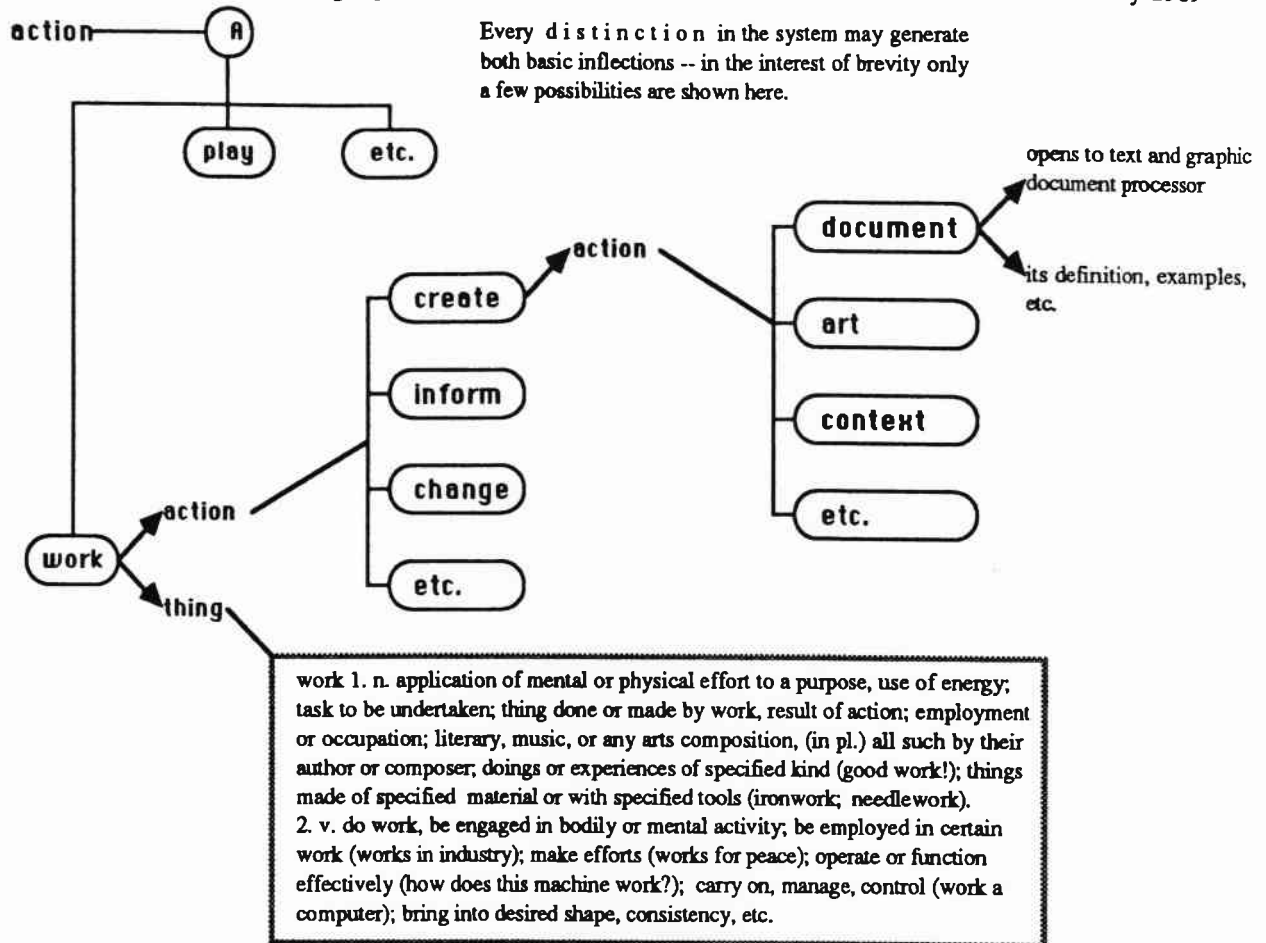 action
A
Every distinction in the system may generate
both basic inflections -- in the interest of brevity only
a few possibilities are shown here.
play
etc.
opens to text and graphic
document processor
document
its definition, examples,
etc.
action
create
art
inform
context
change
etc.
action
work
etc.
thing
work 1. n. application of mental or physical effort to a purpose, use of energy;
task to be undertaken; thing done or made by work, result of action; employment
or occupation; literary, music, or any arts composition, (in pl.) all such by their
author or composer; doings or experiences of specified kind (good work!); things
made of specified material or with specified tools (ironwork; needlework).
2. v. do work, be engaged in bodily or mental activity; be employed in certain
work (works in industry); make efforts (works for peace); operate or function
effectively (how does this machine work?); carry on, manage, control (work a
computer); bring into desired shape, consistency, etc.